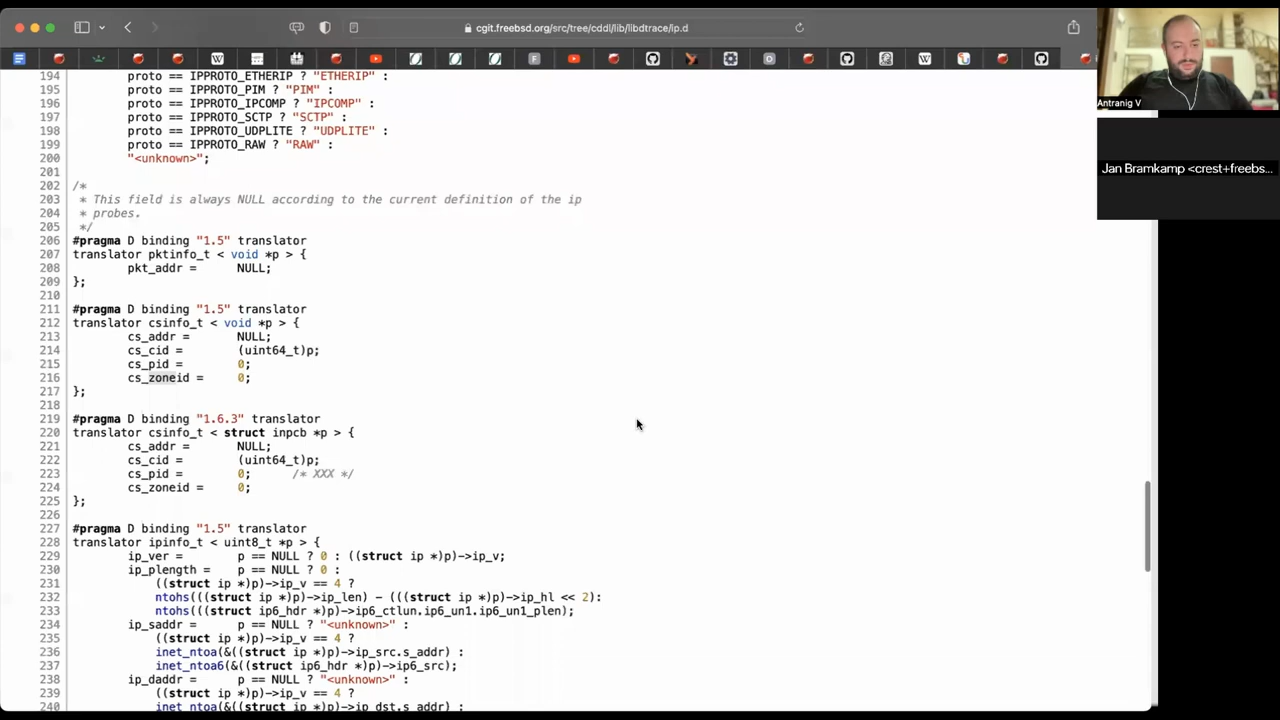 cgit.freebsd.org/src/tree/cddl/lib/libdtrace/ip.d
Antranig V
Jan Bramkamp <crest+freebs...
194 proto == IPPROTO_ETHERIP ? "ETHERIP" :
195 proto == IPPROTO_PIM ? "PIM" :
196 proto == IPPROTO_IPCOMP ? "IPCOMP" :
197 proto == IPPROTO_SCTP ? "SCTP" :
198 proto == IPPROTO_UDPLITE ? "UDPLITE" :
199 proto == IPPROTO_RAW ? "RAW" :
200 "<unknown>";
201
202 /*
203 * This field is always NULL according to the current definition of the ip
204 * probes.
205 */
206 #pragma D binding "1.5" translator
207 translator pktinfo_t < void *p > {
208 pkt_addr = NULL;
209 };
210
211 #pragma D binding "1.5" translator
212 translator csinfo_t < void *p > {
213 cs_addr = NULL;
214 cs_cid = (uint64_t)p;
215 cs_pid = 0;
216 cs_zoneid = 0;
217 };
218
219 #pragma D binding "1.6.3" translator
220 translator csinfo_t < struct inpcb *p > {
221 cs_addr = NULL;
222 cs_cid = (uint64_t)p;
223 cs_pid = 0; /* XXX */
224 cs_zoneid = 0;
225 };
226
227 #pragma D binding "1.5" translator
228 translator ipinfo_t < uint8_t *p > {
229 ip_ver = p == NULL ? 0 : ((struct ip *)p)->ip_v;
230 ip_plength = p == NULL ? 0 :
231 ((struct ip *)p)->ip_v == 4 ?
232 ntohs(((struct ip *)p)->ip_len) - (((struct ip *)p)->ip_hl << 2):
233 ntohs(((struct ip6_hdr *)p)->ip6_ctlun.ip6_un1.ip6_un1_plen);
234 ip_saddr = p == NULL ? "<unknown>" :
235 ((struct ip *)p)->ip_v == 4 ?
236 inet_ntoa(&((struct ip *)p)->ip_src.s_addr) :
237 inet_ntoa6(&((struct ip6_hdr *)p)->ip6_src);
238 ip_daddr = p == NULL ? "<unknown>" :
239 ((struct ip *)p)->ip_v == 4 ?
240 inet_ntoa(&((struct ip *)p)->ip_dst.s_addr) :